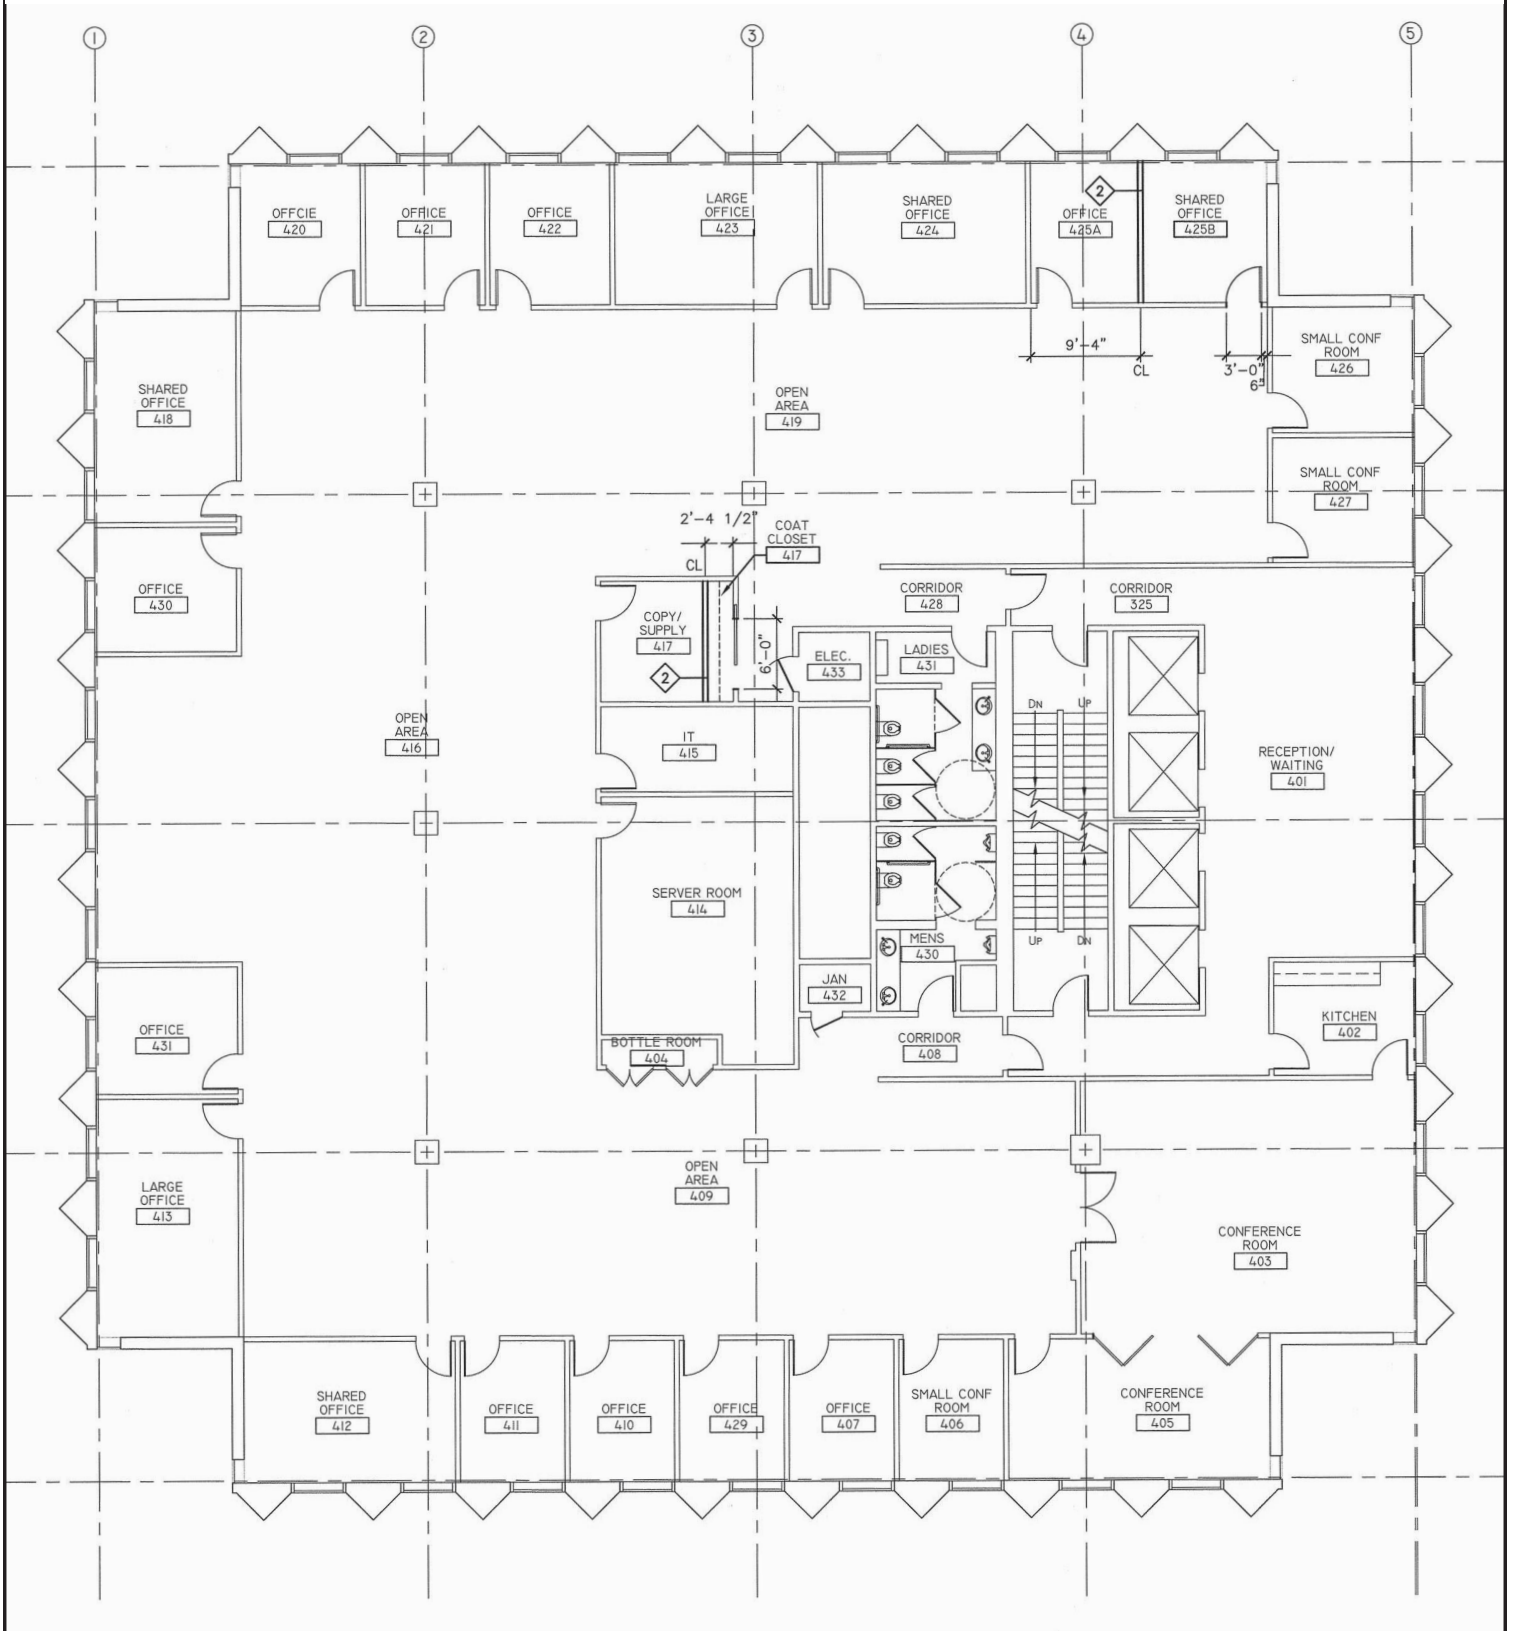 1
2
3
4
5
OFFCIE
420
OFFICE
421
OFFICE
422
LARGE
OFFICE
423
SHARED
OFFICE
424
2
OFFICE
425A
SHARED
OFFICE
425B
9'-4"
CL
3'-0"
6"
SMALL CONF
ROOM
426
SHARED
OFFICE
418
OPEN
AREA
419
SMALL CONF
ROOM
427
2'-4 1/2"
CL
COAT
CLOSET
417
OFFICE
430
COPY/
SUPPLY
417
2
6'-0"
ELEC.
433
CORRIDOR
428
CORRIDOR
325
LADIES
431
DN
UP
OPEN
AREA
416
IT
415
RECEPTION/
WAITING
401
SERVER ROOM
414
MENS
430
UP
DN
JAN
432
OFFICE
431
BOTTLE ROOM
404
CORRIDOR
408
KITCHEN
402
LARGE
OFFICE
413
OPEN
AREA
409
CONFERENCE
ROOM
403
SHARED
OFFICE
412
OFFICE
411
OFFICE
410
OFFICE
429
OFFICE
407
SMALL CONF
ROOM
406
CONFERENCE
ROOM
405